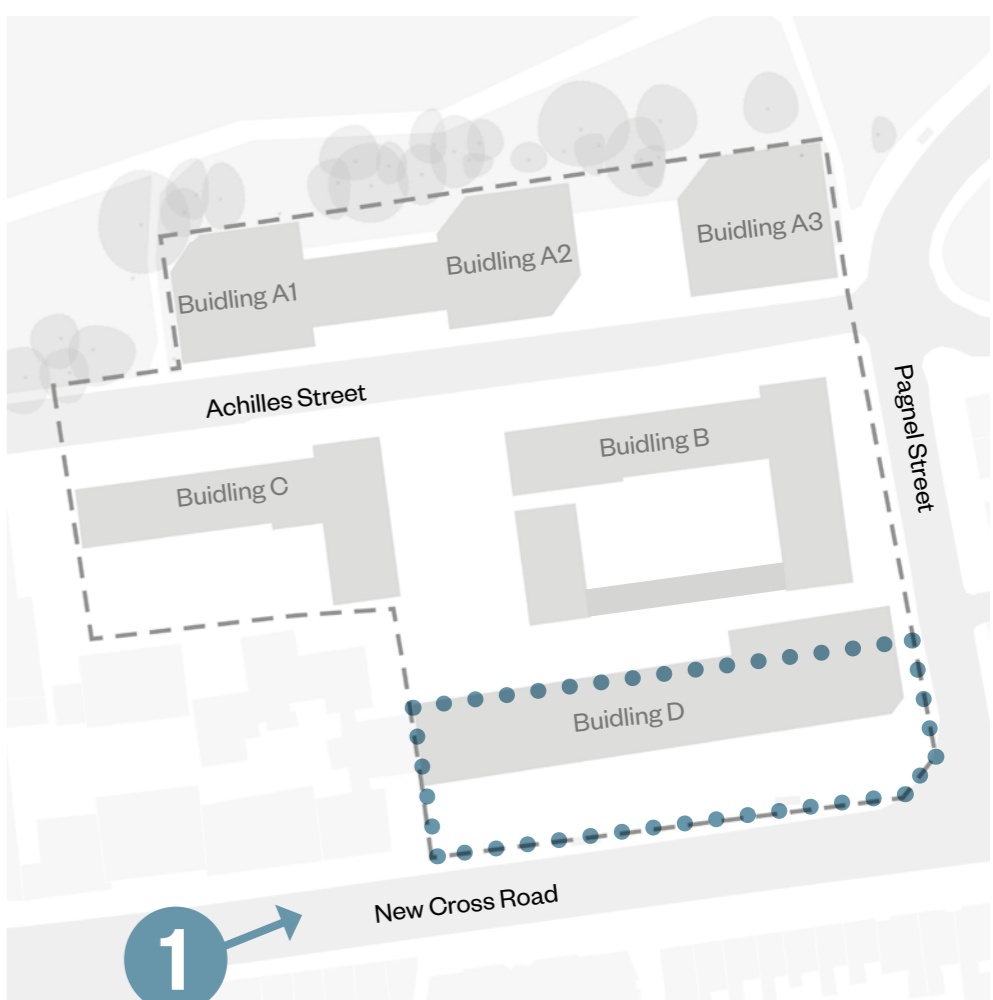 Buidling A3
Buidling A2
Buidling A1
Achilles Street
Pagnel Street
Buidling B
Buidling C
Buidling D
New Cross Road
1